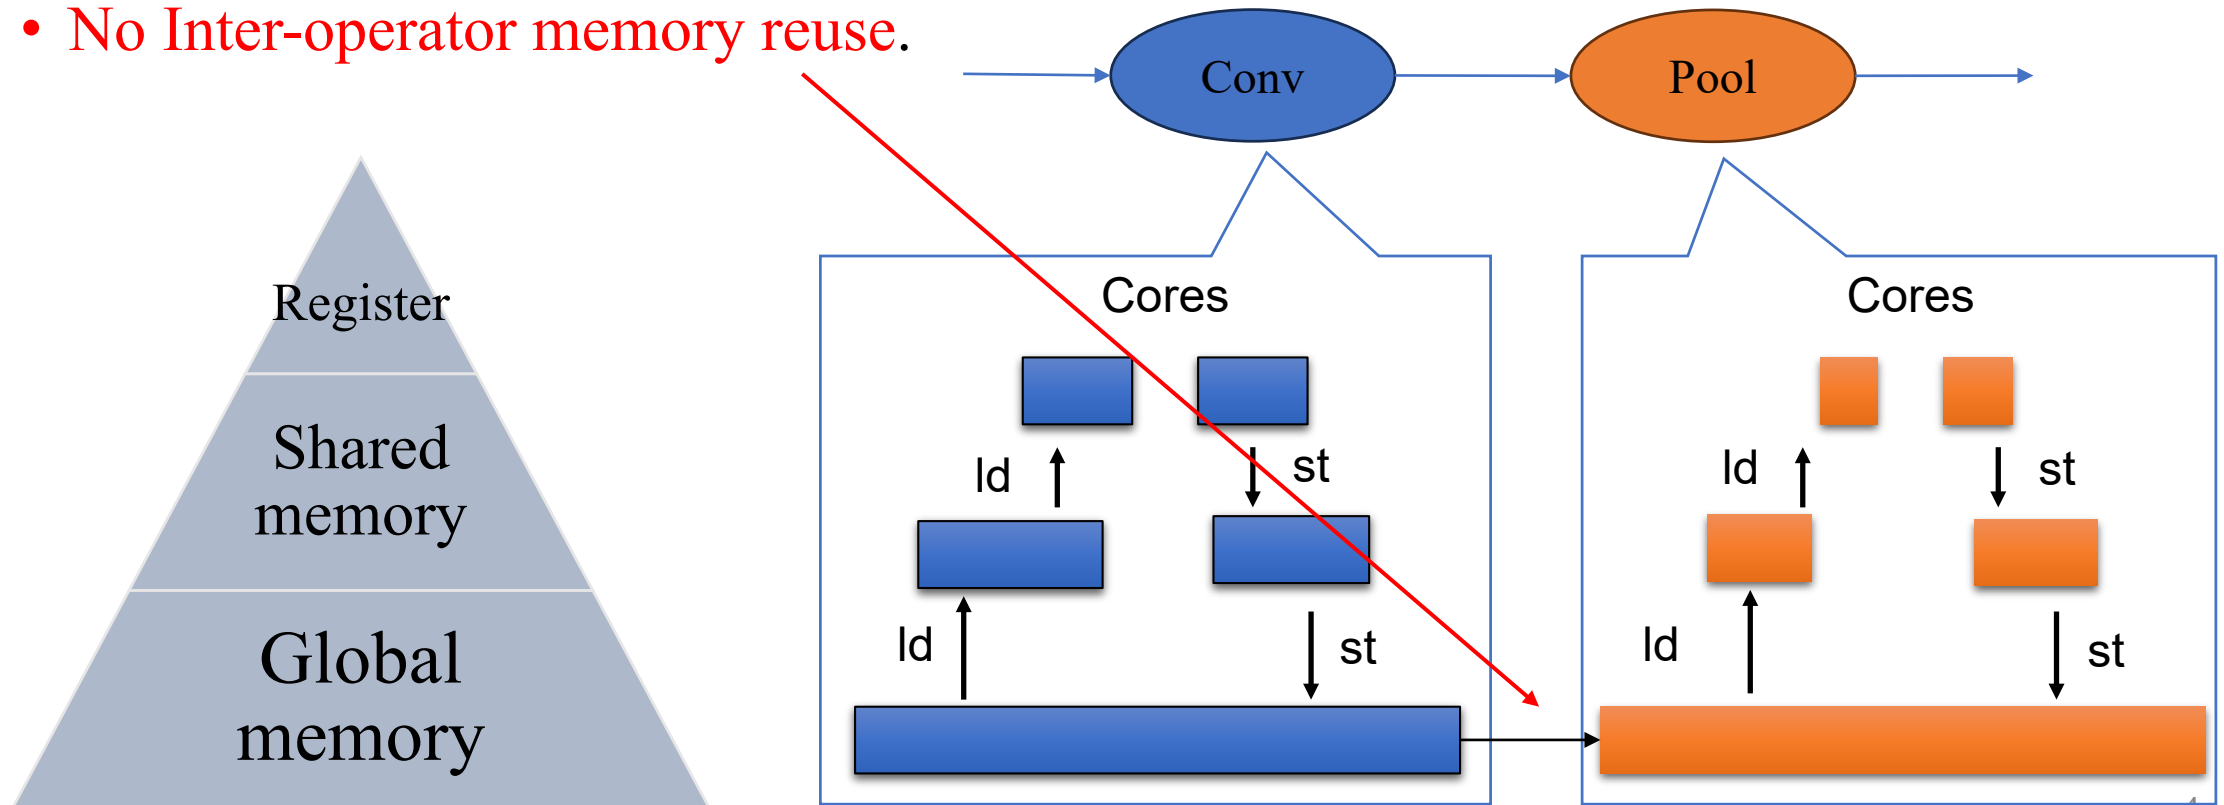 • No Inter-operator memory reuse.
Conv
Pool
Register
Shared
memory
Global
memory
Cores
ld
st
ld
st
Cores
ld
st
ld
st